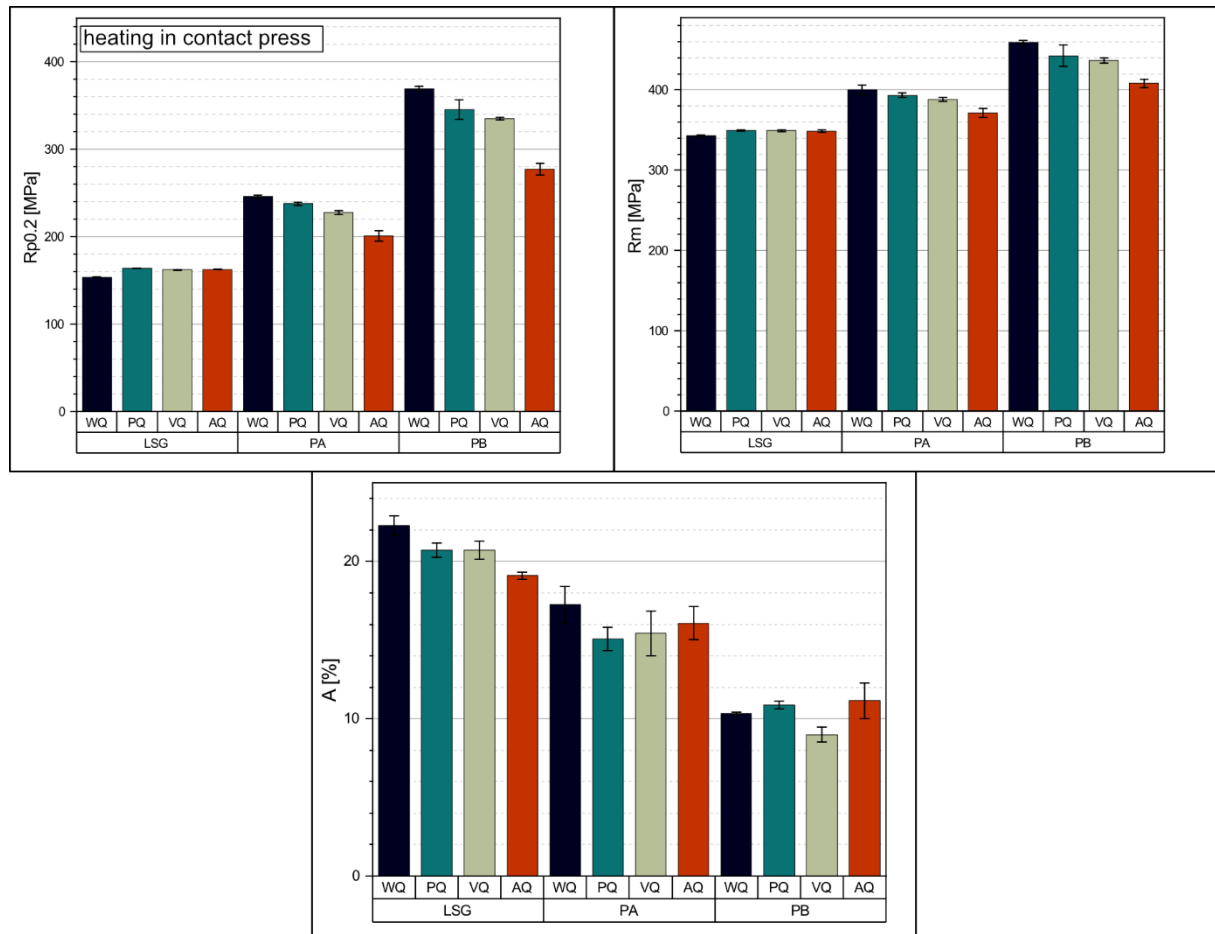 heating in contact press
Rp0.2 [MPa]
400
300
200
100
0
WQ PQ VQ AQ WQ PQ VQ AQ WQ PQ VQ AQ
LSG PA PB
Rm [MPa]
400
300
200
100
0
WQ PQ VQ AQ WQ PQ VQ AQ WQ PQ VQ AQ
LSG PA PB
A [%]
20
10
0
WQ PQ VQ AQ WQ PQ VQ AQ WQ PQ VQ AQ
LSG PA PB